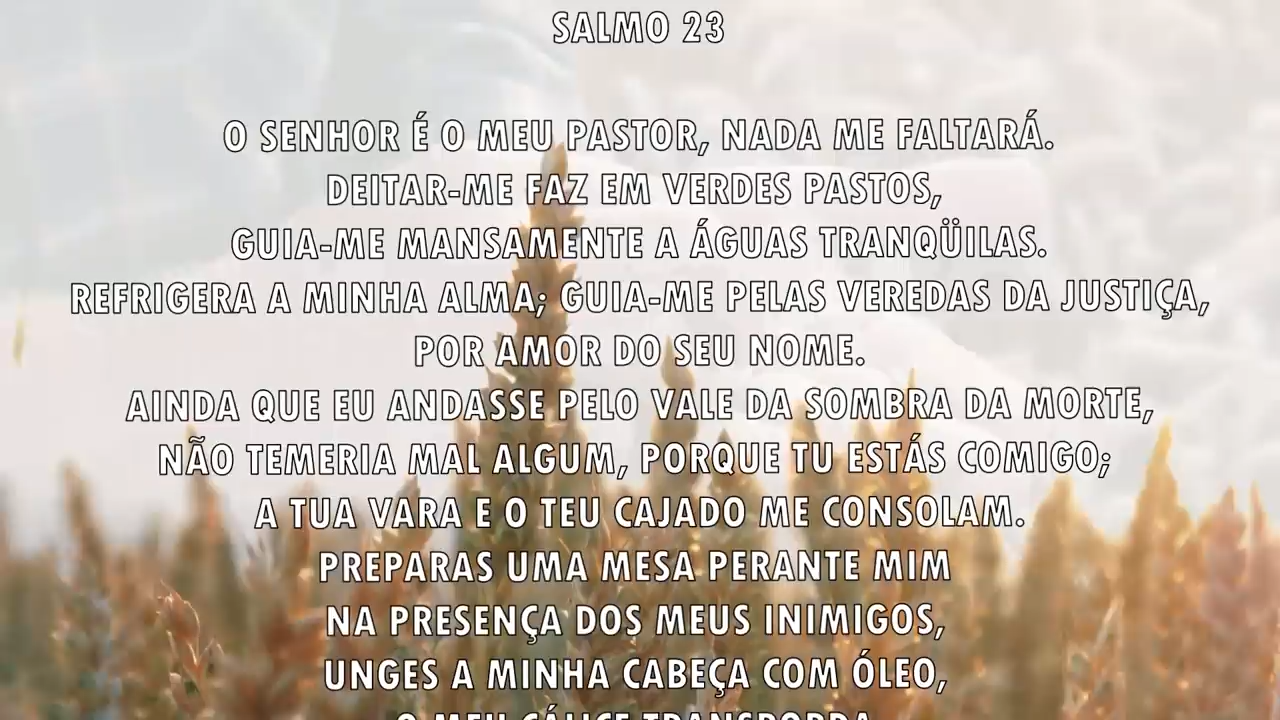 SALMO 23
O SENHOR É O MEU PASTOR, NADA ME FALTARÁ.
DEITAR-ME FAZ EM VERDES PASTOS,
GUIA-ME MANSAMENTE A ÁGUAS TRANQÜILAS.
REFRIGERA A MINHA ALMA; GUIA-ME PELAS VEREDAS DA JUSTIÇA,
POR AMOR DO SEU NOME.
AINDA QUE EU ANDASSE PELO VALE DA SOMBRA DA MORTE,
NÃO TEMERIA MAL ALGUM, PORQUE TU ESTÁS COMIGO;
A TUA VARA E O TEU CAJADO ME CONSOLAM.
PREPARAS UMA MESA PERANTE MIM
NA PRESENÇA DOS MEUS INIMIGOS,
UNGES A MINHA CABEÇA COM ÓLEO,
O MEU CÁLICE TRANSBORDA